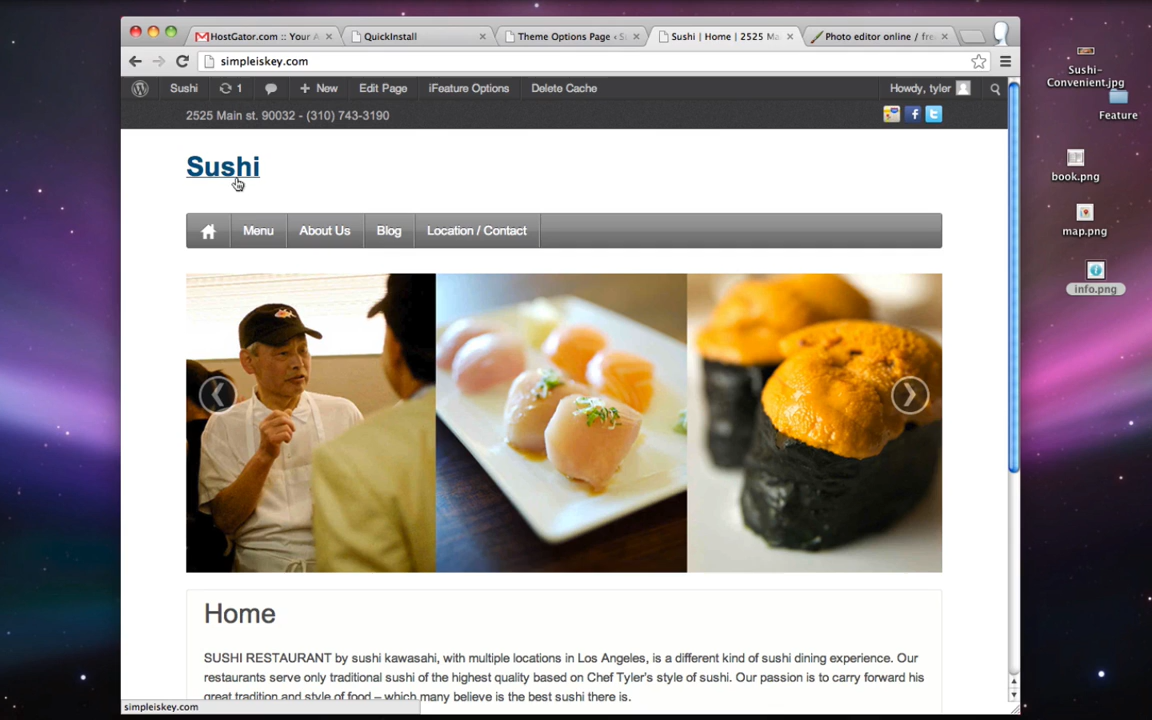 HostGator.com :: Your A
QuickInstall
Theme Options Page ‹ S
Sushi | Home | 2525 Ma
Photo editor online / fre
simpleiskey.com
Sushi
1
+ New
Edit Page
iFeature Options
Delete Cache
Howdy, tyler
2525 Main st. 90032 - (310) 743-3190
Sushi
Menu
About Us
Blog
Location / Contact
Home
SUSHI RESTAURANT by sushi kawasahi, with multiple locations in Los Angeles, is a different kind of sushi dining experience. Our
restaurants serve only traditional sushi of the highest quality based on Chef Tyler's style of sushi. Our passion is to carry forward his
great tradition and style of food – which many believe is the best sushi there is.
simpleiskey.com
Sushi-
Convenient.jpg
Feature
book.png
map.png
info.png